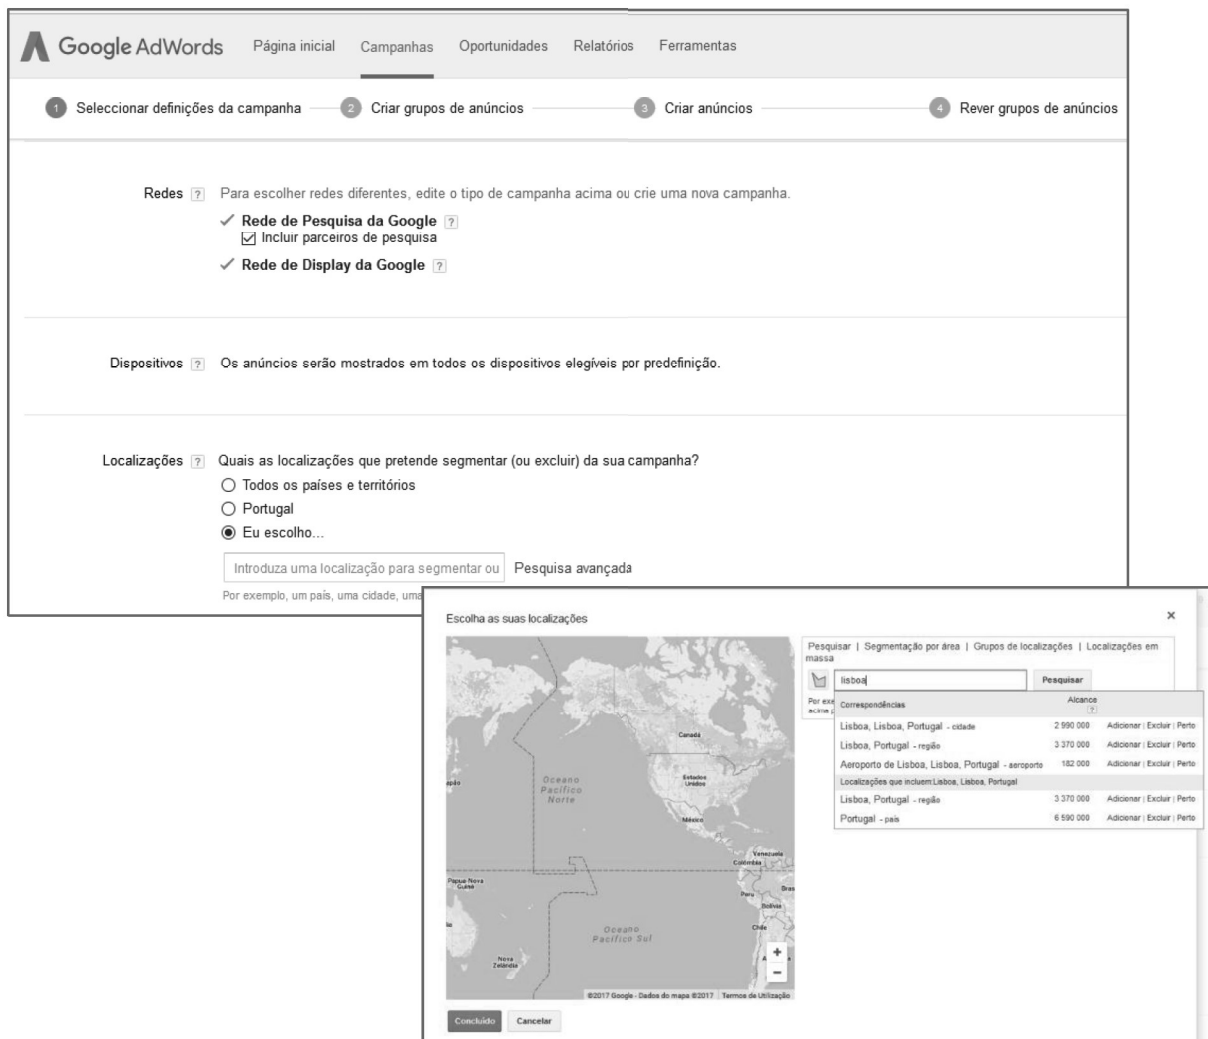 Google AdWords Página inicial Campanhas Oportunidades Relatórios Ferramentas
1 Seleccionar definições da campanha 2 Criar grupos de anúncios 3 Criar anúncios 4 Rever grupos de anúncios
Redes ? Para escolher redes diferentes, edite o tipo de campanha acima ou crie uma nova campanha.
Rede de Pesquisa da Google ?
Incluir parceiros de pesquisa
Rede de Display da Google ?
Dispositivos ? Os anúncios serão mostrados em todos os dispositivos elegíveis por predefinição.
Localizações ? Quais as localizações que pretende segmentar (ou excluir) da sua campanha?
Todos os países e territórios
Portugal
Eu escolho...
Introduza uma localização para segmentar ou Pesquisa avançada
Por exemplo, um país, uma cidade, uma
Escolha as suas localizações ×
Pesquisar | Segmentação por área | Grupos de localizações | Localizações em
massa
lisboa Pesquisar
Por exe
Correspondências Alcance
?
Lisboa, Lisboa, Portugal - cidade 2 990 000 Adicionar | Excluir | Perto
Lisboa, Portugal - região 3 370 000 Adicionar | Excluir | Perto
Aeroporto de Lisboa, Lisboa, Portugal - aeroporto 182 000 Adicionar | Excluir | Perto
Localizações que incluem:Lisboa, Lisboa, Portugal
Lisboa, Portugal - região 3 370 000 Adicionar | Excluir | Perto
Portugal - país 6 590 000 Adicionar | Excluir | Perto
Canadá
Estados
Unidos
Oceano
Pacífico
Norte
México
Venezuela
Colômbia
Papua-Nova
Guiné
Peru
Bras
Bolívia
Chile
Oceano
Pacífico Sul
Nova
Zelândia
+
−
©2017 Google - Dados do mapa ©2017 Termos de Utilização
Concluído Cancelar